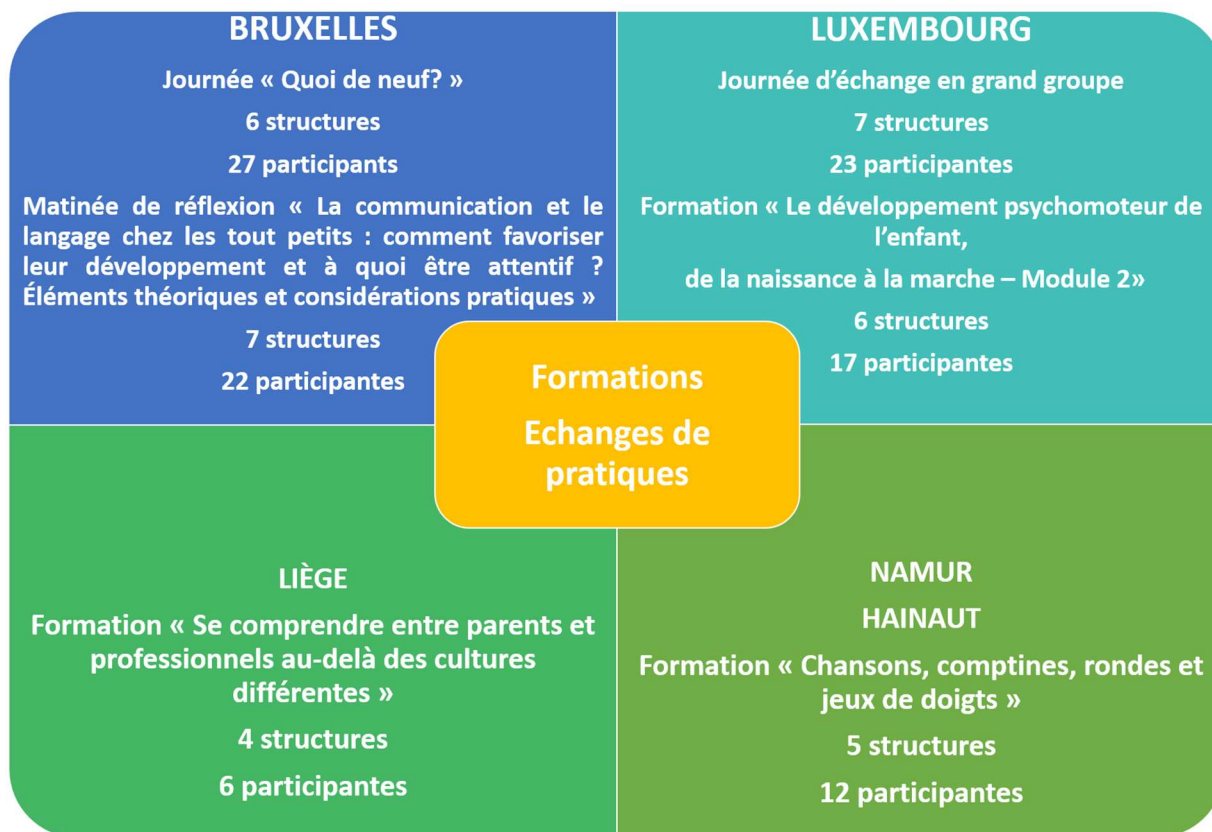 BRUXELLES
Journée « Quoi de neuf? »
6 structures
27 participants
Matinée de réflexion « La communication et le
langage chez les tout petits : comment favoriser
leur développement et à quoi être attentif ?
Éléments théoriques et considérations pratiques »
7 structures
22 participantes
LUXEMBOURG
Journée d’échange en grand groupe
7 structures
23 participantes
Formation « Le développement psychomoteur de
l’enfant,
de la naissance à la marche – Module 2»
6 structures
17 participantes
Formations
Echanges de
pratiques
LIÈGE
Formation « Se comprendre entre parents et
professionnels au-delà des cultures
différentes »
4 structures
6 participantes
NAMUR
HAINAUT
Formation « Chansons, comptines, rondes et
jeux de doigts »
5 structures
12 participantes